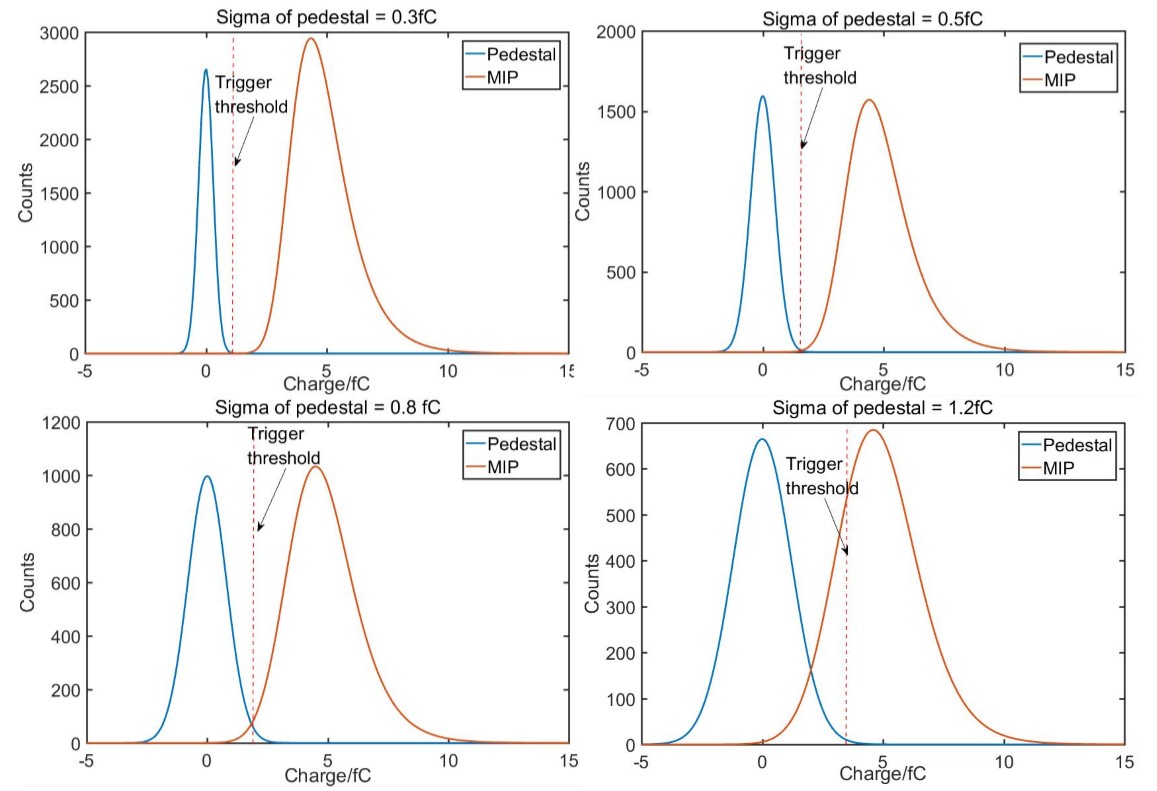 Sigma of pedestal = 0.3fC
3000
2500
2000
1500
1000
500
0
Counts
Trigger
threshold
Pedestal
MIP
-5 0 5 10 15
Charge/fC
Sigma of pedestal = 0.5fC
2000
1500
1000
500
0
Counts
Trigger
threshold
Pedestal
MIP
-5 0 5 10 15
Charge/fC
Sigma of pedestal = 0.8 fC
1200
1000
800
600
400
200
0
Counts
Trigger
threshold
Pedestal
MIP
-5 0 5 10 15
Charge/fC
Sigma of pedestal = 1.2fC
700
600
500
400
300
200
100
0
Counts
Trigger
threshold
Pedestal
MIP
-5 0 5 10 15
Charge/fC